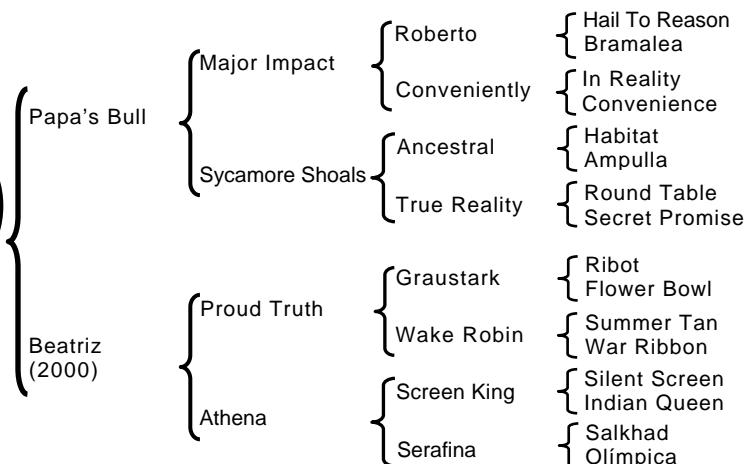 Papa's Bull
Major Impact
Roberto
Hail To Reason
Bramalea
Conveniently
In Reality
Convenience
Sycamore Shoals
Ancestral
Habitat
Ampulla
True Reality
Round Table
Secret Promise
Beatriz
(2000)
Proud Truth
Graustark
Ribot
Flower Bowl
Wake Robin
Summer Tan
War Ribbon
Athena
Screen King
Silent Screen
Indian Queen
Serafina
Salkhad
Olímpica